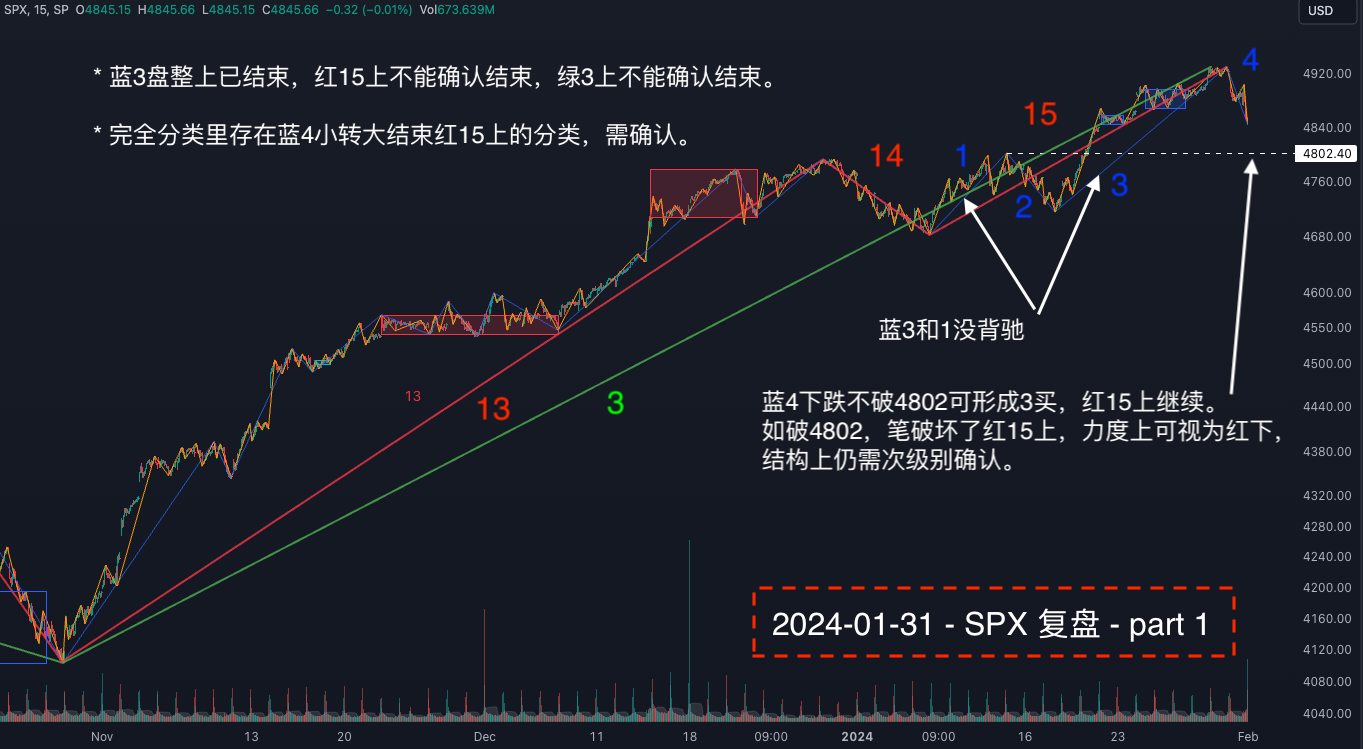 SPX, 15, SP O4845.15 H4845.66 L4845.15 C4845.66 −0.32 (−0.01%) Vol673.639M
USD
* 蓝3盘整上已结束，红15上不能确认结束，绿3上不能确认结束。
* 完全分类里存在蓝4小转大结束红15上的分类，需确认。
4
15
14
1
2
3
蓝3和1没背驰
13
13
3
蓝4下跌不破4802可形成3买，红15上继续。
如破4802，笔破坏了红15上，力度上可视为红下，
结构上仍需次级别确认。
2024-01-31 - SPX 复盘 - part 1
4920.00
4840.00
4802.40
4760.00
4680.00
4600.00
4550.00
4500.00
4440.00
4380.00
4320.00
4280.00
4240.00
4200.00
4160.00
4120.00
4080.00
4040.00
Nov 13 20 Dec 11 18 09:00 2024 09:00 16 23 Feb